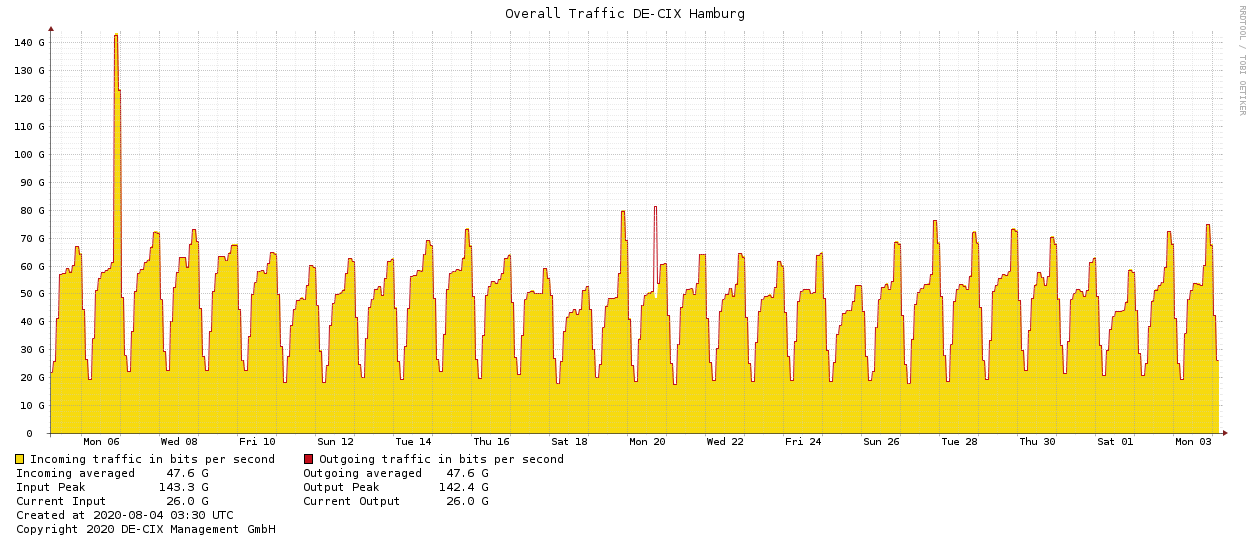 Overall Traffic DE-CIX Hamburg
RRDTOOL / TOBI OETIKER
140 G
130 G
120 G
110 G
100 G
90 G
80 G
70 G
60 G
50 G
40 G
30 G
20 G
10 G
0
Mon 06 Wed 08 Fri 10 Sun 12 Tue 14 Thu 16 Sat 18 Mon 20 Wed 22 Fri 24 Sun 26 Tue 28 Thu 30 Sat 01 Mon 03
Incoming traffic in bits per second Outgoing traffic in bits per second
Incoming averaged 47.6 G Outgoing averaged 47.6 G
Input Peak 143.3 G Output Peak 142.4 G
Current Input 26.0 G Current Output 26.0 G
Created at 2020-08-04 03:30 UTC
Copyright 2020 DE-CIX Management GmbH